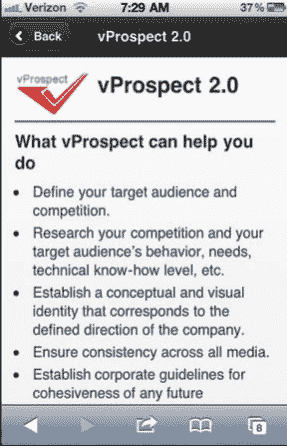 Verizon 7:29 AM 37%
Back vProspect 2.0
vProspect vProspect 2.0
What vProspect can help you
do
• Define your target audience and
competition.
• Research your competition and your
target audience's behavior, needs,
technical know-how level, etc.
• Establish a conceptual and visual
identity that corresponds to the
defined direction of the company.
• Ensure consistency across all media.
• Establish corporate guidelines for
cohesiveness of any future
8